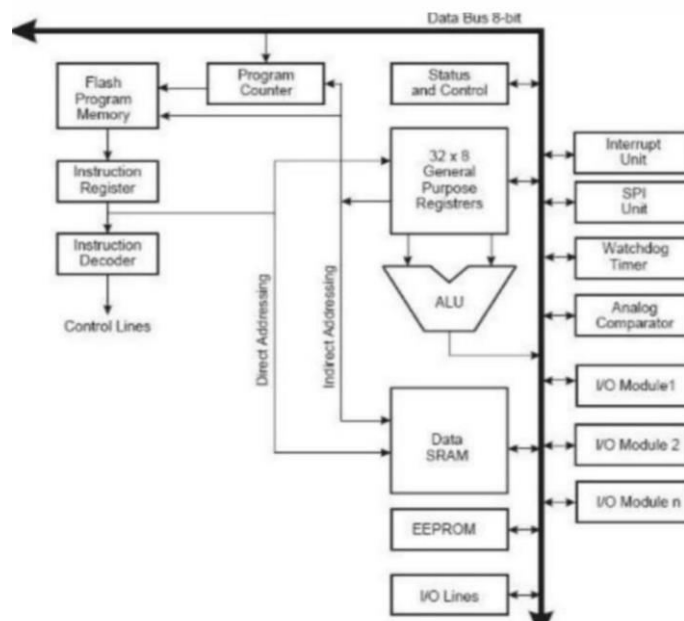 Data Bus 8-bit
Flash
Program
Memory
Program
Counter
Status
and Control
Instruction
Register
32 x 8
General
Purpose
Registrers
Interrupt
Unit
SPI
Unit
Instruction
Decoder
Watchdog
Timer
ALU
Control Lines
Direct Addressing
Indirect Addressing
Analog
Comparator
I/O Module1
Data
SRAM
I/O Module 2
I/O Module n
EEPROM
I/O Lines